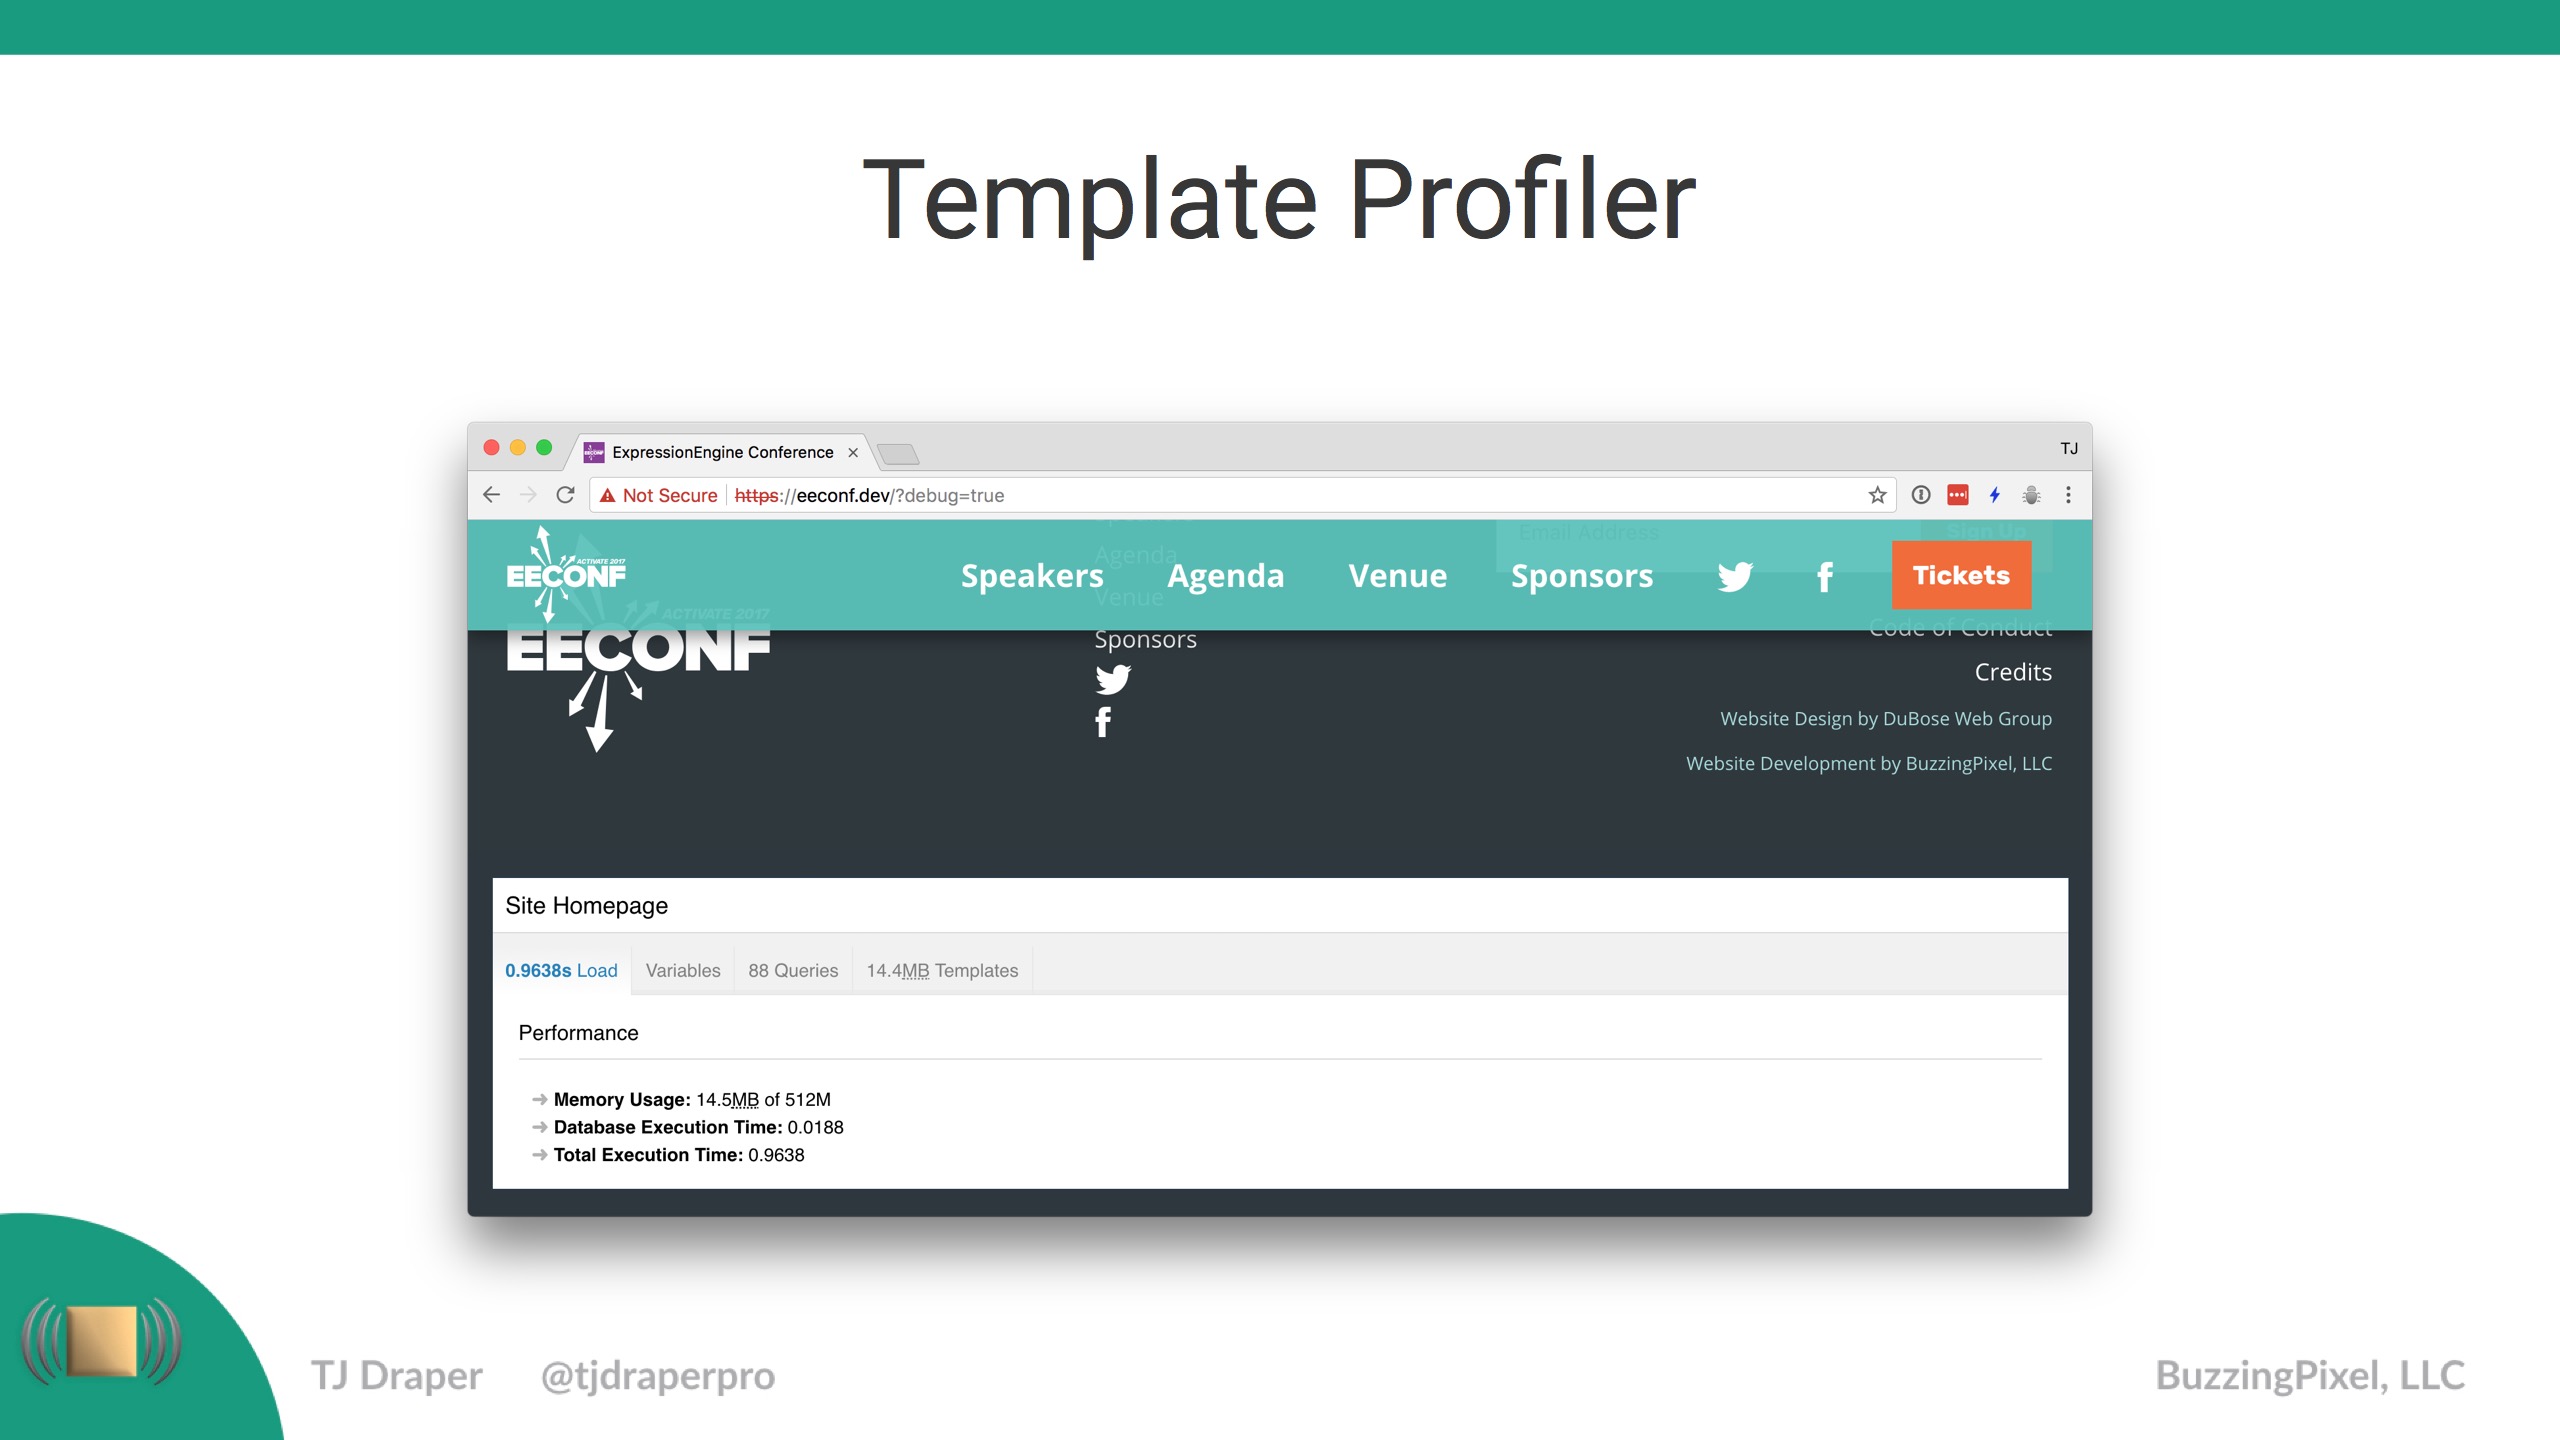 Template Profiler
ExpressionEngine Conference
TJ
Not Secure https://eeconf.dev/?debug=true
Email Address
Sign Up
ACTIVATE 2017
EECONF
Speakers Agenda Venue Sponsors Tickets
Agenda
Venue
ACTIVATE 2017
EECONF
Sponsors
Code of Conduct
Credits
Website Design by DuBose Web Group
Website Development by BuzzingPixel, LLC
Site Homepage
0.9638s Load Variables 88 Queries 14.4MB Templates
Performance
Memory Usage: 14.5MB of 512M
Database Execution Time: 0.0188
Total Execution Time: 0.9638
TJ Draper @tjdraperpro BuzzingPixel, LLC